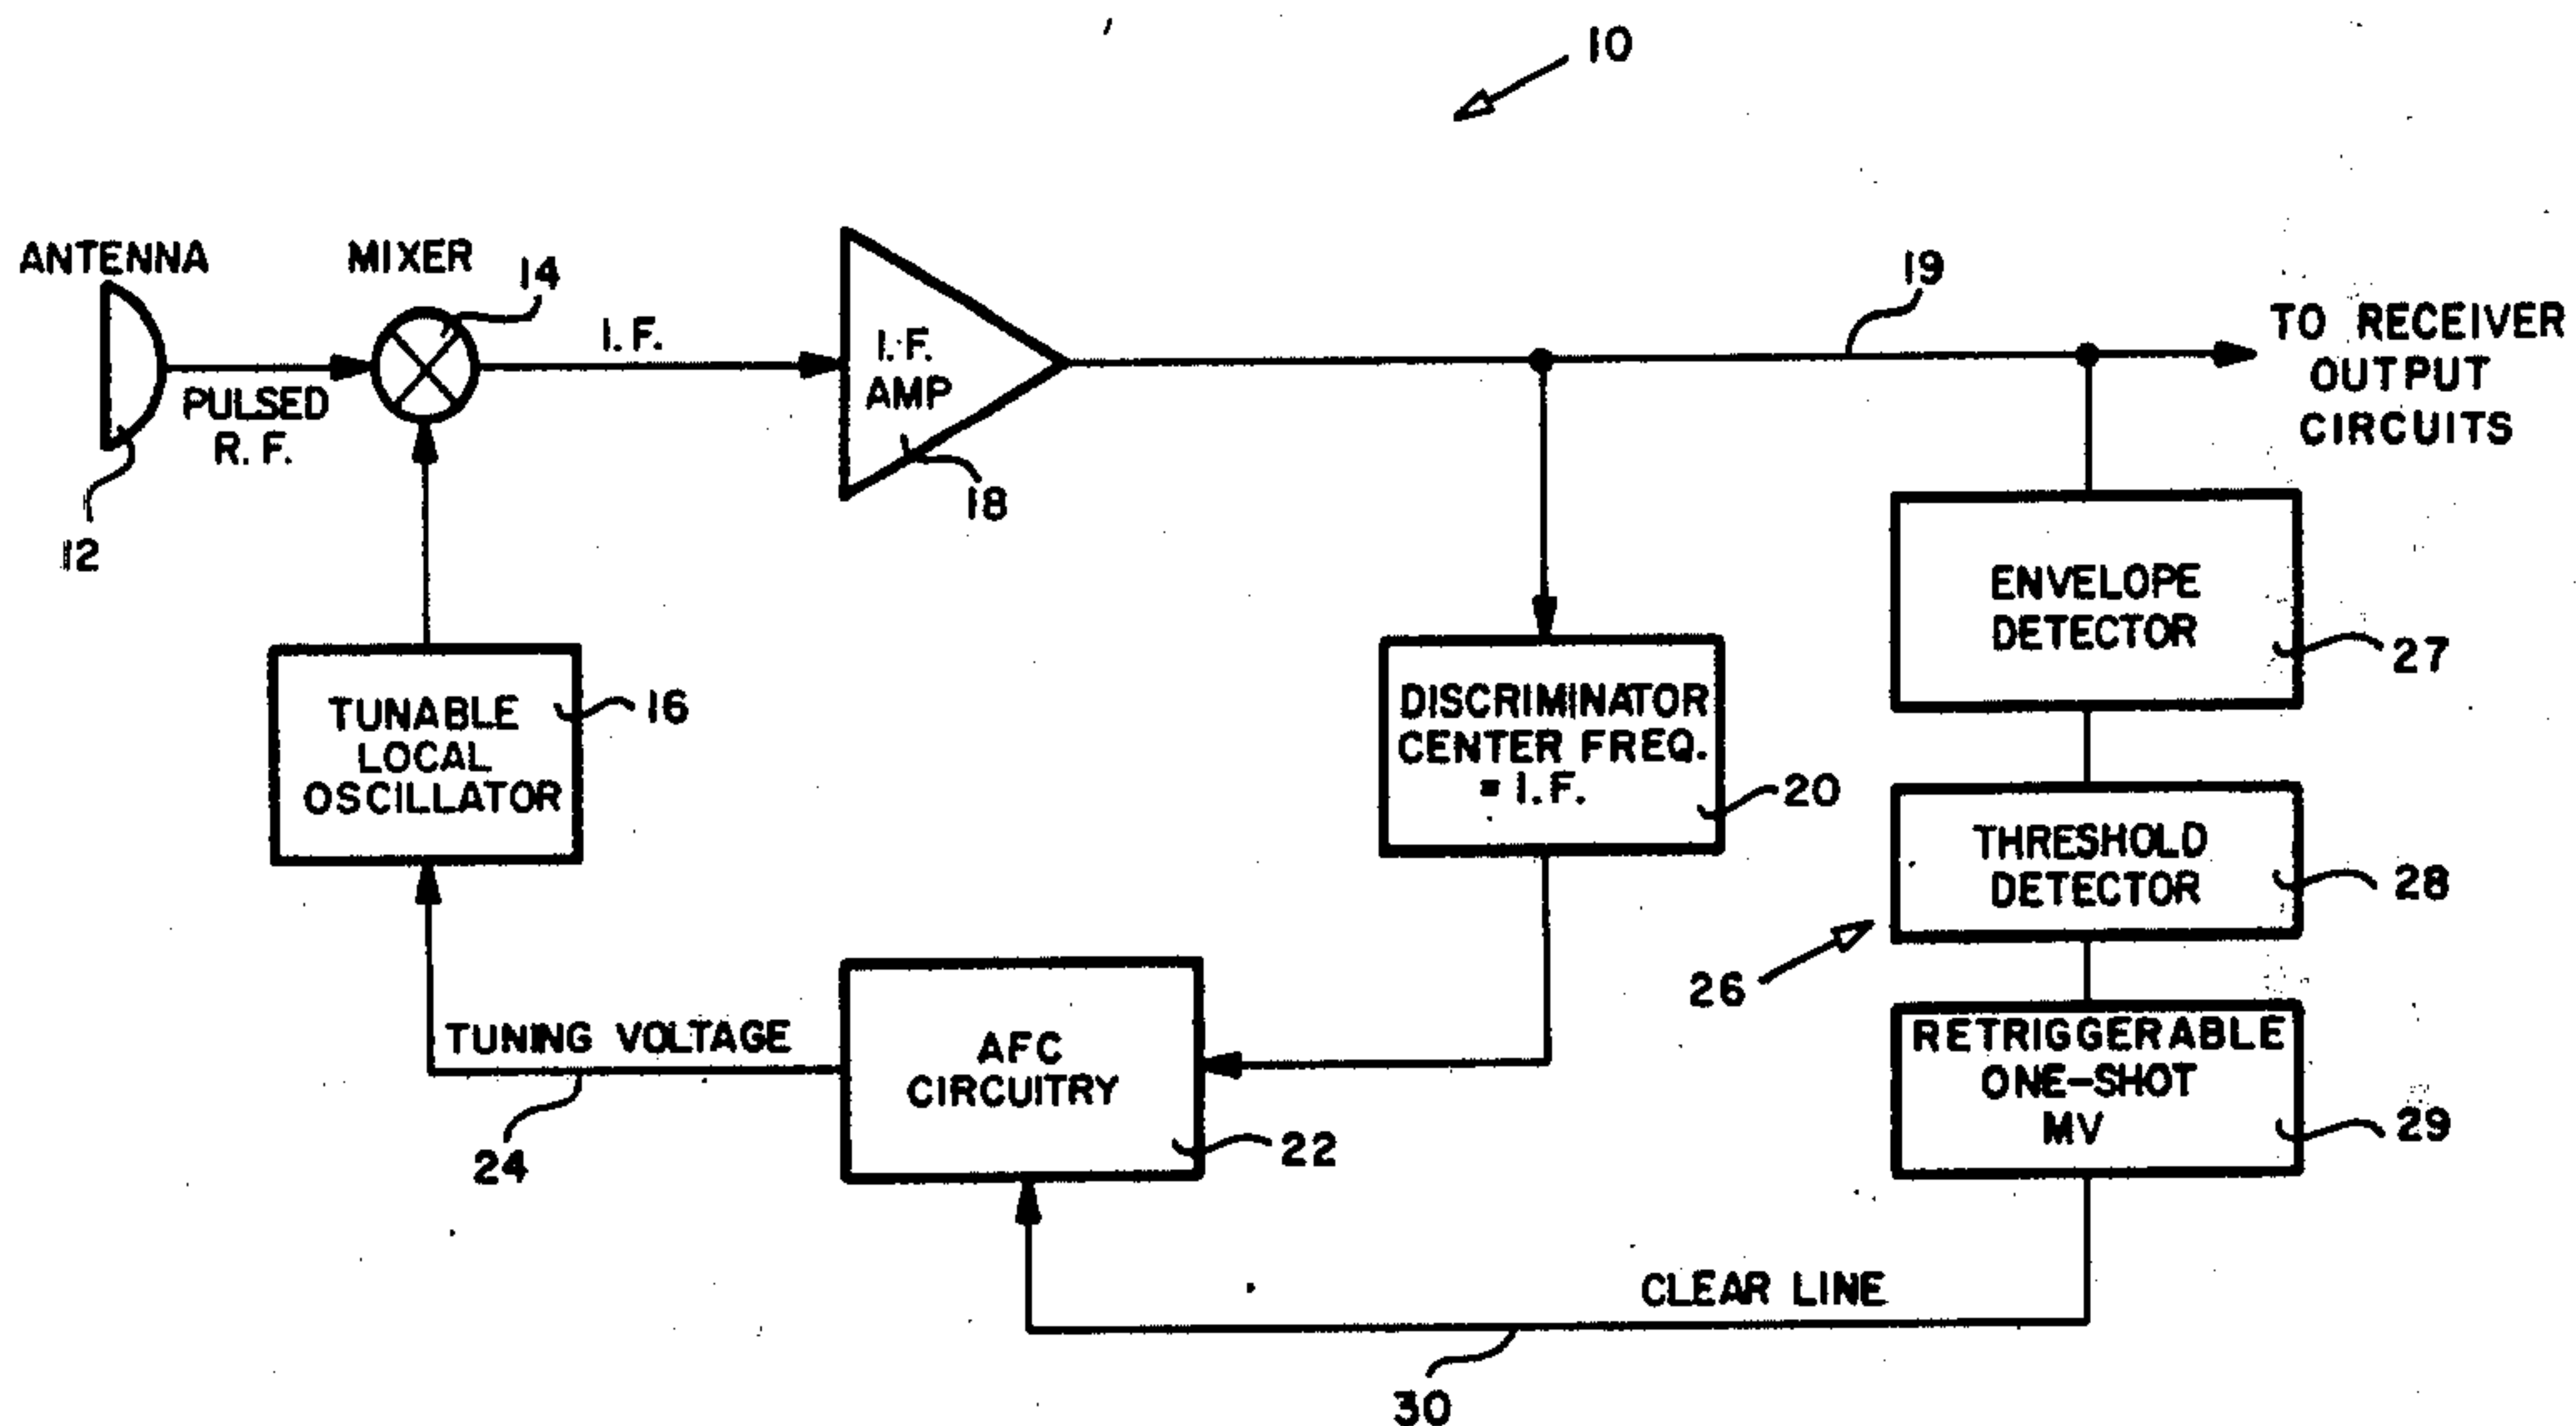 10
ANTENNA
MIXER
14
19
I.F.
PULSED
R.F.
12
I.F.
AMP
18
TO RECEIVER
OUTPUT
CIRCUITS
ENVELOPE
DETECTOR
27
TUNABLE
LOCAL
OSCILLATOR
16
DISCRIMINATOR
CENTER FREQ.
= I.F.
20
THRESHOLD
DETECTOR
28
26
TUNING VOLTAGE
24
AFC
CIRCUITRY
22
RETRIGGERABLE
ONE-SHOT
MV
29
CLEAR LINE
30